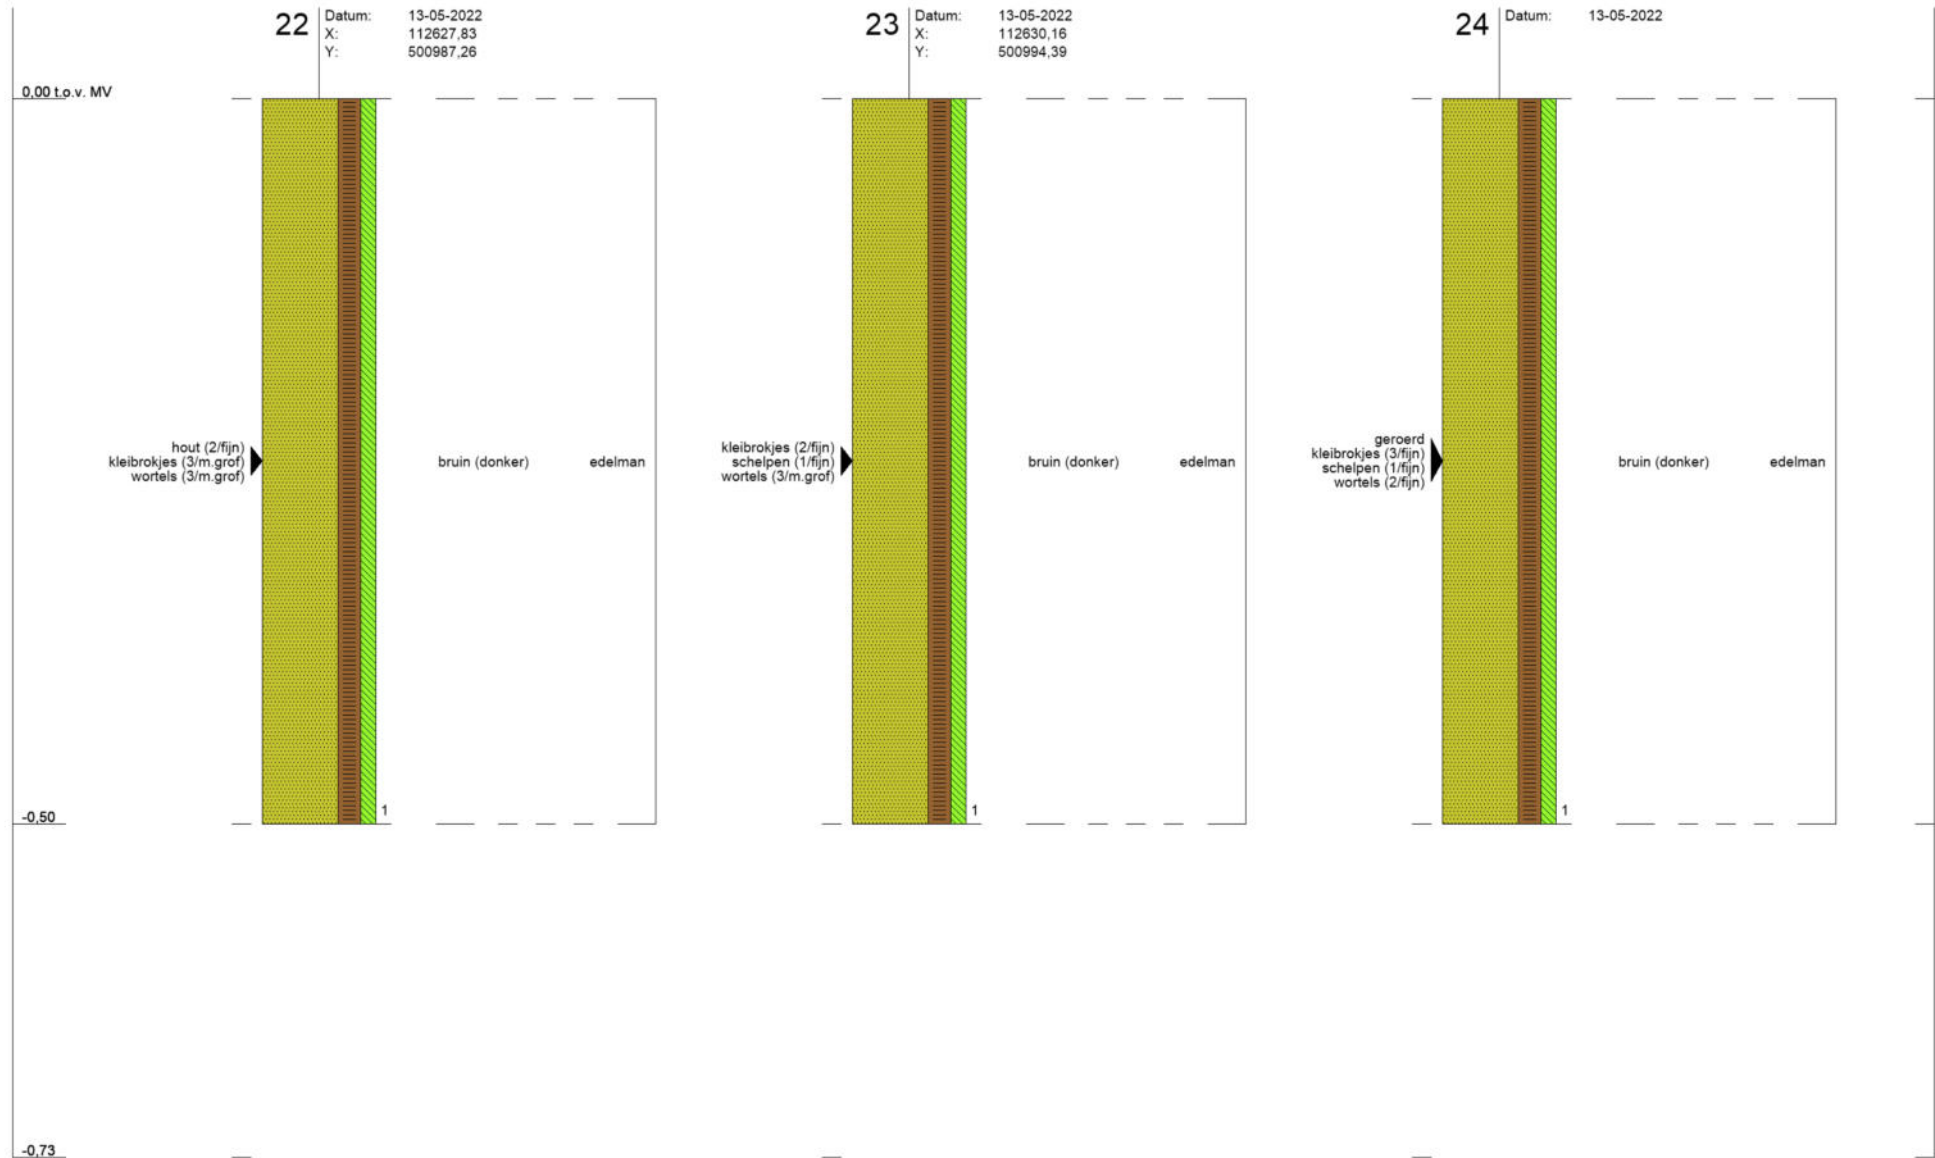 22
Datum: 13-05-2022
X: 112627,83
Y: 500987,26
23
Datum: 13-05-2022
X: 112630,16
Y: 500994,39
24
Datum: 13-05-2022
0,00 t.o.v. MV
hout (2/fijn)
kleibrokjes (3/m.grof)
wortels (3/m.grof)
bruin (donker)
edelman
1
kleibrokjes (2/fijn)
schelpen (1/fijn)
wortels (3/m.grof)
bruin (donker)
edelman
1
geroerd
kleibrokjes (3/fijn)
schelpen (1/fijn)
wortels (2/fijn)
bruin (donker)
edelman
1
-0,50
-0,73